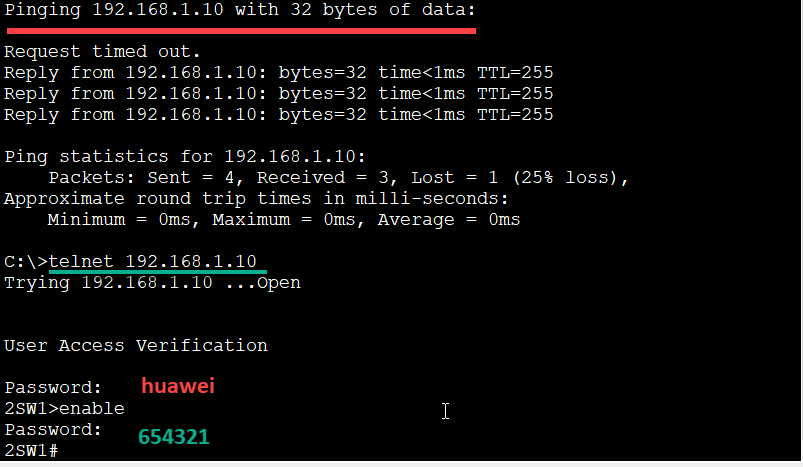 Pinging 192.168.1.10 with 32 bytes of data:
Request timed out.
Reply from 192.168.1.10: bytes=32 time<1ms TTL=255
Reply from 192.168.1.10: bytes=32 time<1ms TTL=255
Reply from 192.168.1.10: bytes=32 time<1ms TTL=255
Ping statistics for 192.168.1.10:
Packets: Sent = 4, Received = 3, Lost = 1 (25% loss),
Approximate round trip times in milli-seconds:
Minimum = 0ms, Maximum = 0ms, Average = 0ms
C:\>telnet 192.168.1.10
Trying 192.168.1.10 ...Open
User Access Verification
Password: huawei
2SW1>enable
Password: 654321
2SW1#